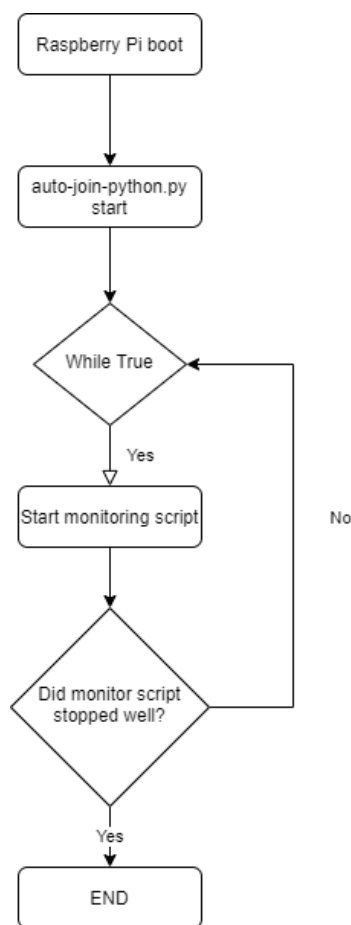 Raspberry Pi boot
auto-join-python.py
start
While True
Yes
Start monitoring script
No
Did monitor script
stopped well?
Yes
END